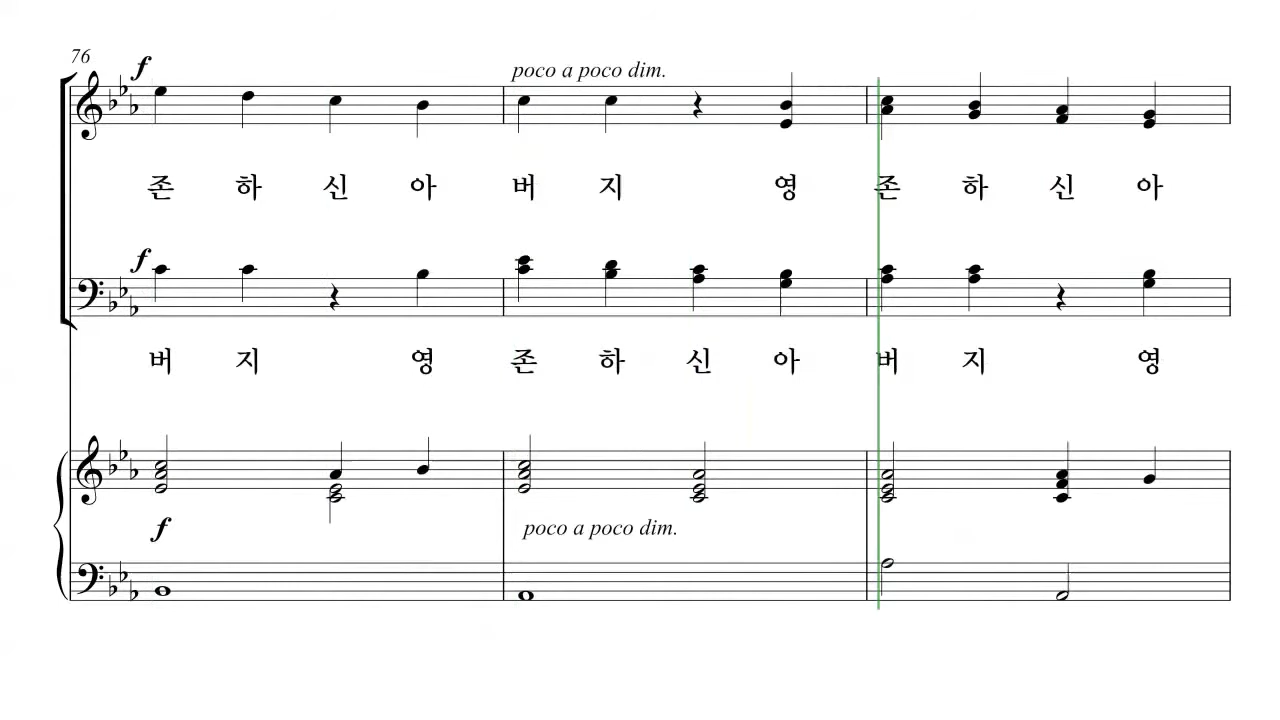 76
f
poco a poco dim.
존 하 신 아 버 지 영 존 하 신 아
f
버 지 영 존 하 신 아 버 지 영
f
poco a poco dim.